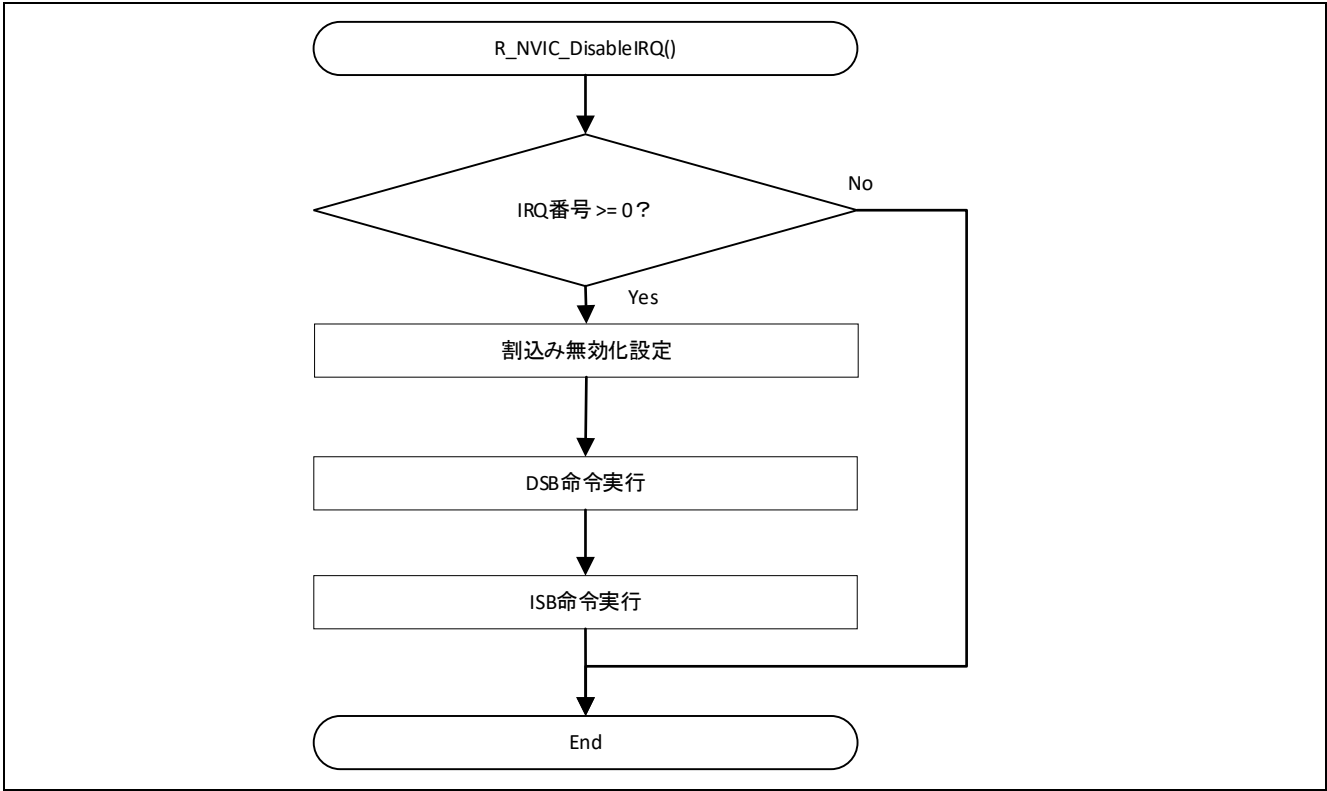 R_NVIC_DisableIRQ()
IRQ番号 >= 0？
No
Yes
割込み無効化設定
DSB命令実行
ISB命令実行
End